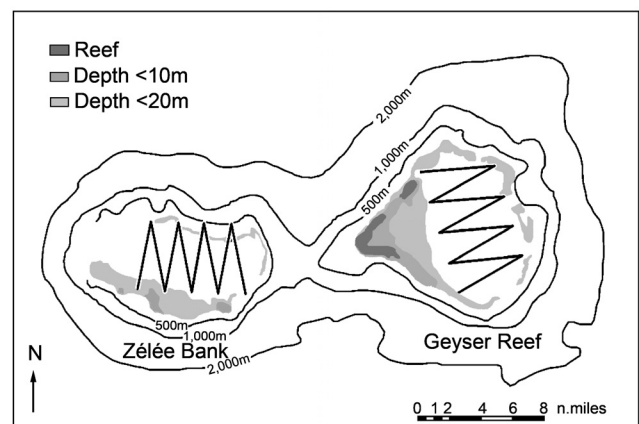 Reef
Depth <10m
Depth <20m
2,000m
1,000m
500m
500m
1,000m
2,000m
Zélée Bank
Geyser Reef
N
0 1 2 4 6 8 n.miles